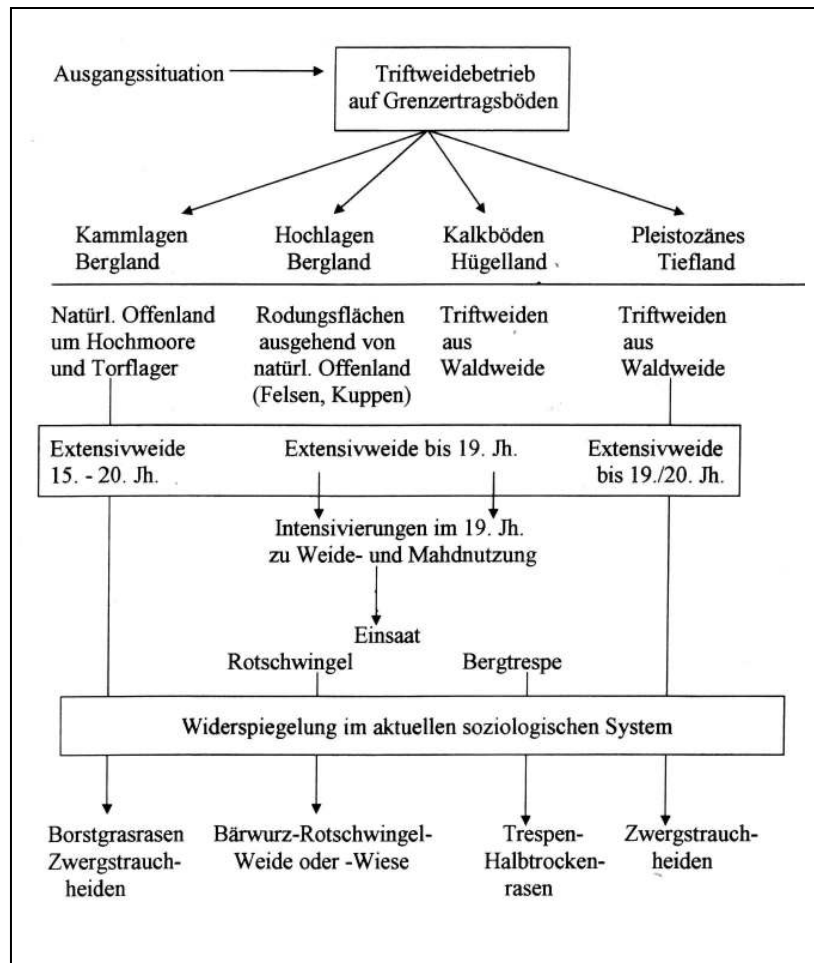 Ausgangssituation
Triftweidebetrieb
auf Grenzertragsböden
Kammlagen
Bergland
Hochlagen
Bergland
Kalkböden
Hügelland
Pleistozänes
Tiefland
Natürl. Offenland
um Hochmoore
und Torflager
Rodungsflächen
ausgehend von
natürl. Offenland
(Felsen, Kuppen)
Triftweiden
aus
Waldweide
Triftweiden
aus
Waldweide
Extensivweide
15. - 20. Jh.
Extensivweide bis 19. Jh.
Extensivweide
bis 19./20. Jh.
Intensivierungen im 19. Jh.
zu Weide- und Mahdnutzung
Einsaat
Rotschwingel
Bergtrespe
Widerspiegelung im aktuellen soziologischen System
Borstgrasrasen
Zwergstrauch-
heiden
Bärwurz-Rotschwingel-
Weide oder -Wiese
Trespen-
Halbtrocken-
rasen
Zwergstrauch-
heiden